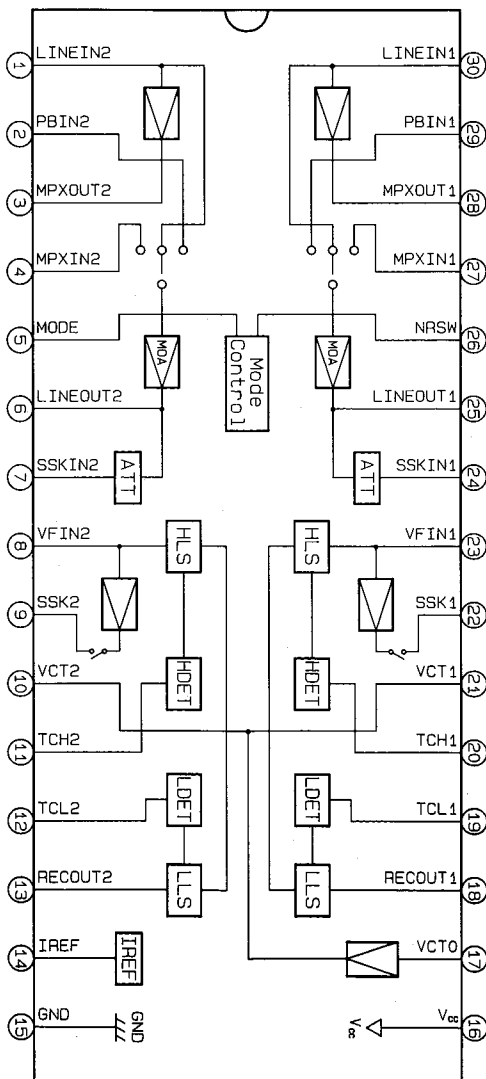 1 LINEIN2
2 PBIN2
3 MPXOUT2
4 MPXIN2
5 MODE
6 LINEOUT2
7 SSKIN2
8 VFIN2
9 SSK2
10 VCT2
11 TCH2
12 TCL2
13 RECOUT2
14 IREF
15 GND
LINEIN1 30
PBIN1 29
MPXOUT1 28
MPXIN1 27
NRSW 26
LINEOUT1 25
SSKIN1 24
VFIN1 23
SSK1 22
VCT1 21
TCH1 20
TCL1 19
RECOUT1 18
VCTO 17
Vcc 16
MOA
Mode
Control
MOA
ATT
ATT
HLS
HLS
HDET
HDET
LDET
LDET
LLS
LLS
IREF
GND
Vcc